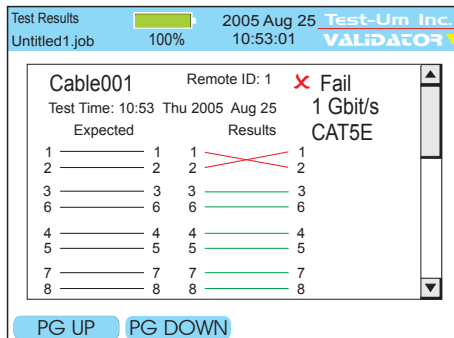 Test Results 2005 Aug 25 Test-Um Inc.
Untitled1.job 100% 10:53:01 VALiDATOR
Cable001 Remote ID: 1 ✗ Fail
Test Time: 10:53 Thu 2005 Aug 25 1 Gbit/s
Expected Results CAT5E
1 1 1 1
2 2 2 2
3 3 3 3
6 6 6 6
4 4 4 4
5 5 5 5
7 7 7 7
8 8 8 8
PG UP PG DOWN